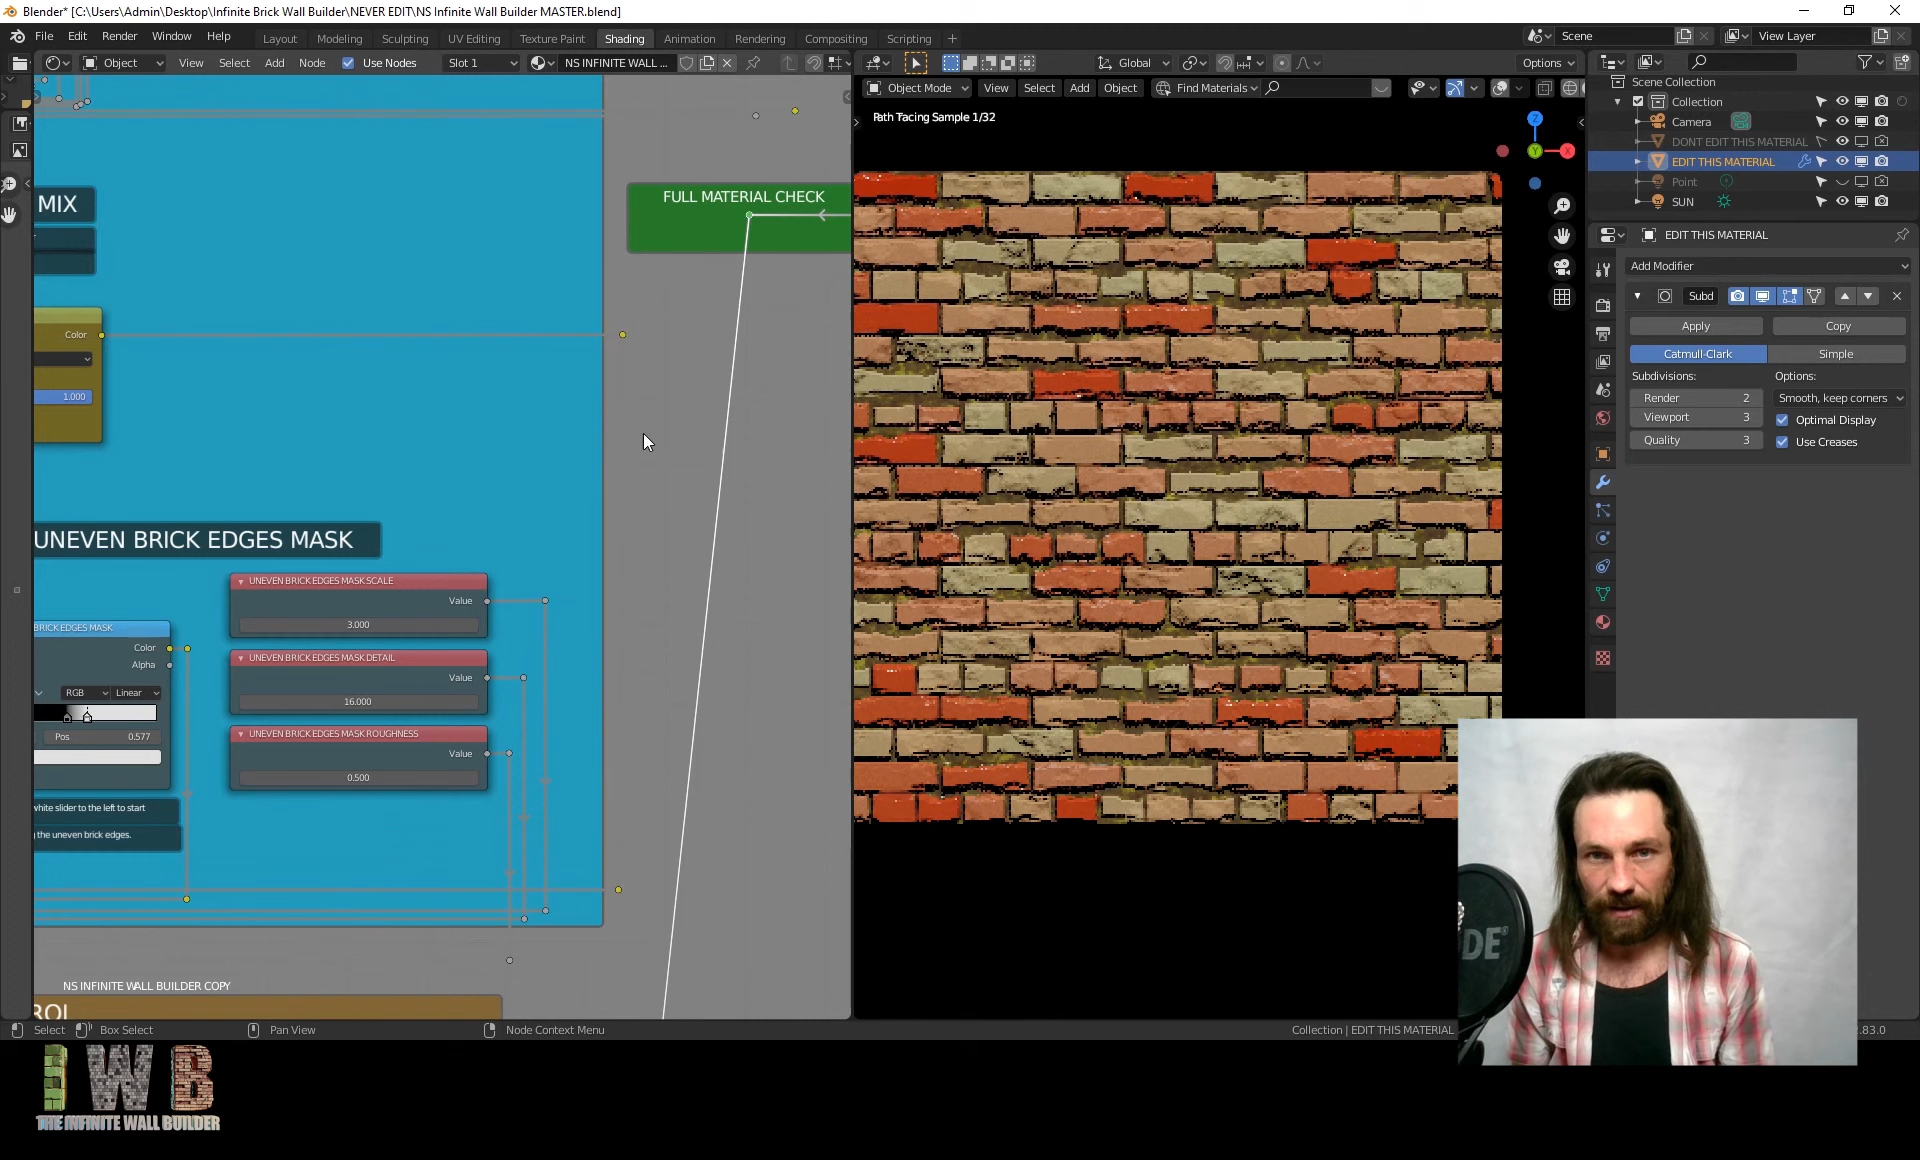 Blender* [C:\Users\Admin\Desktop\Infinite Brick Wall Builder\NEVER EDIT\NS Infinite Wall Builder MASTER.blend]
File Edit Render Window Help
Layout Modeling Sculpting UV Editing Texture Paint Shading Animation Rendering Compositing Scripting
Scene
View Layer
Object View Select Add Node Use Nodes Slot 1 NS INFINITE WALL ...
Global
Options
Object Mode View Select Add Object Find Materials
Path Tracing Sample 1/32
Scene Collection
Collection
Camera
DONT EDIT THIS MATERIAL
EDIT THIS MATERIAL
Point
SUN
EDIT THIS MATERIAL
Add Modifier
Subd
Apply Copy
Catmull-Clark Simple
Subdivisions: Options:
Render 2 Smooth, keep corners
Viewport 3 Optimal Display
Quality 3 Use Creases
MIX
FULL MATERIAL CHECK
Color
1.000
UNEVEN BRICK EDGES MASK
UNEVEN BRICK EDGES MASK SCALE
Value
3.000
UNEVEN BRICK EDGES MASK DETAIL
Value
16.000
UNEVEN BRICK EDGES MASK ROUGHNESS
Value
0.500
BRICK EDGES MASK
Color
Alpha
RGB Linear
Pos 0.577
white slider to the left to start
the uneven brick edges.
NS INFINITE WALL BUILDER COPY
ROL
Select Box Select Pan View Node Context Menu
Collection | EDIT THIS MATERIAL
.83.0
Z
Y
X
DE®
IWB
THE INFINITE WALL BUILDER